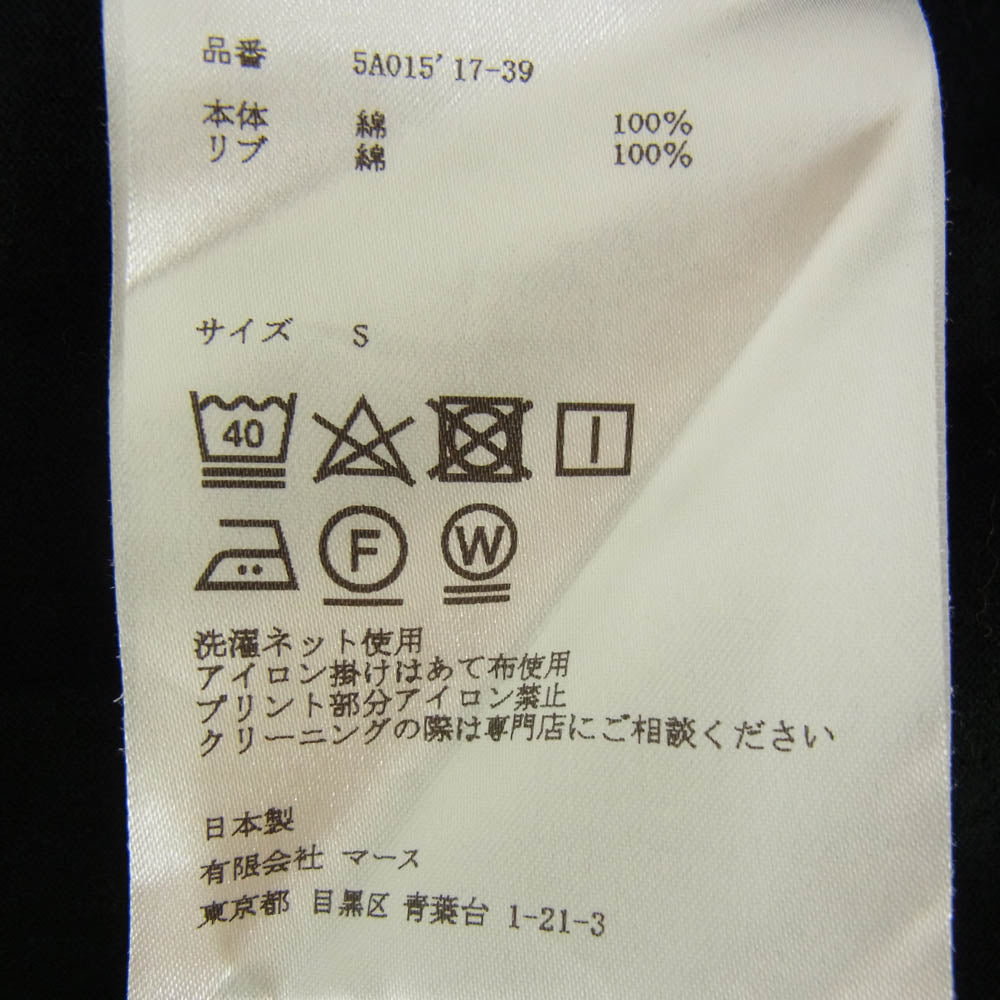 品番 5A015'17-39
本体 綿 100%
リブ 綿 100%
サイズ S
40
F W
洗濯ネット使用
アイロン掛けはあて布使用
プリント部分アイロン禁止
クリーニングの際は専門店にご相談ください
日本製
有限会社 マース
東京都 目黒区 青葉台 1-21-3